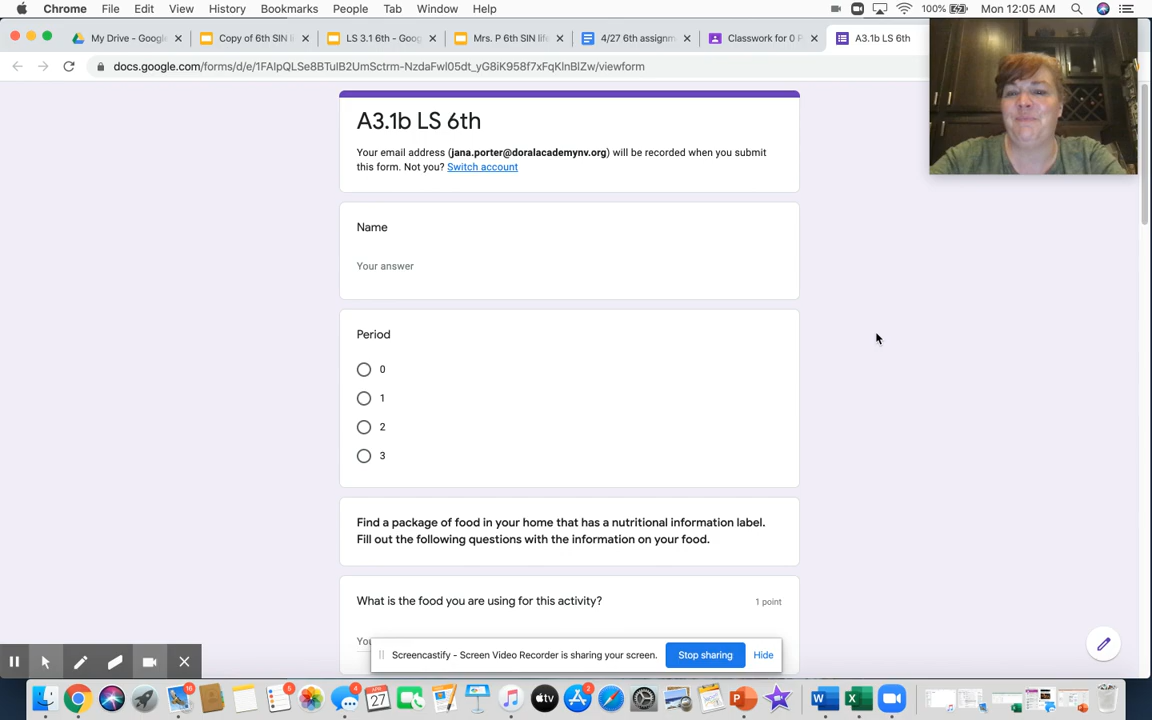 Chrome File Edit View History Bookmarks People Tab Window Help 100% Mon 12:05 AM
My Drive - Google Copy of 6th SIN l LS 3.1 6th - Goo Mrs. P 6th SIN life 4/27 6th assignm Classwork for 0 P A3.1b LS 6th
docs.google.com/forms/d/e/1FAIpQLSe8BTulB2UmSctrm-NzdaFwl05dt_yG8iK958f7xFqKlnBlZw/viewform
A3.1b LS 6th
Your email address (jana.porter@doralacademynv.org) will be recorded when you submit
this form. Not you? Switch account
Name
Your answer
Period
0
1
2
3
Find a package of food in your home that has a nutritional information label.
Fill out the following questions with the information on your food.
What is the food you are using for this activity? 1 point
You
Screencastify - Screen Video Recorder is sharing your screen. Stop sharing Hide